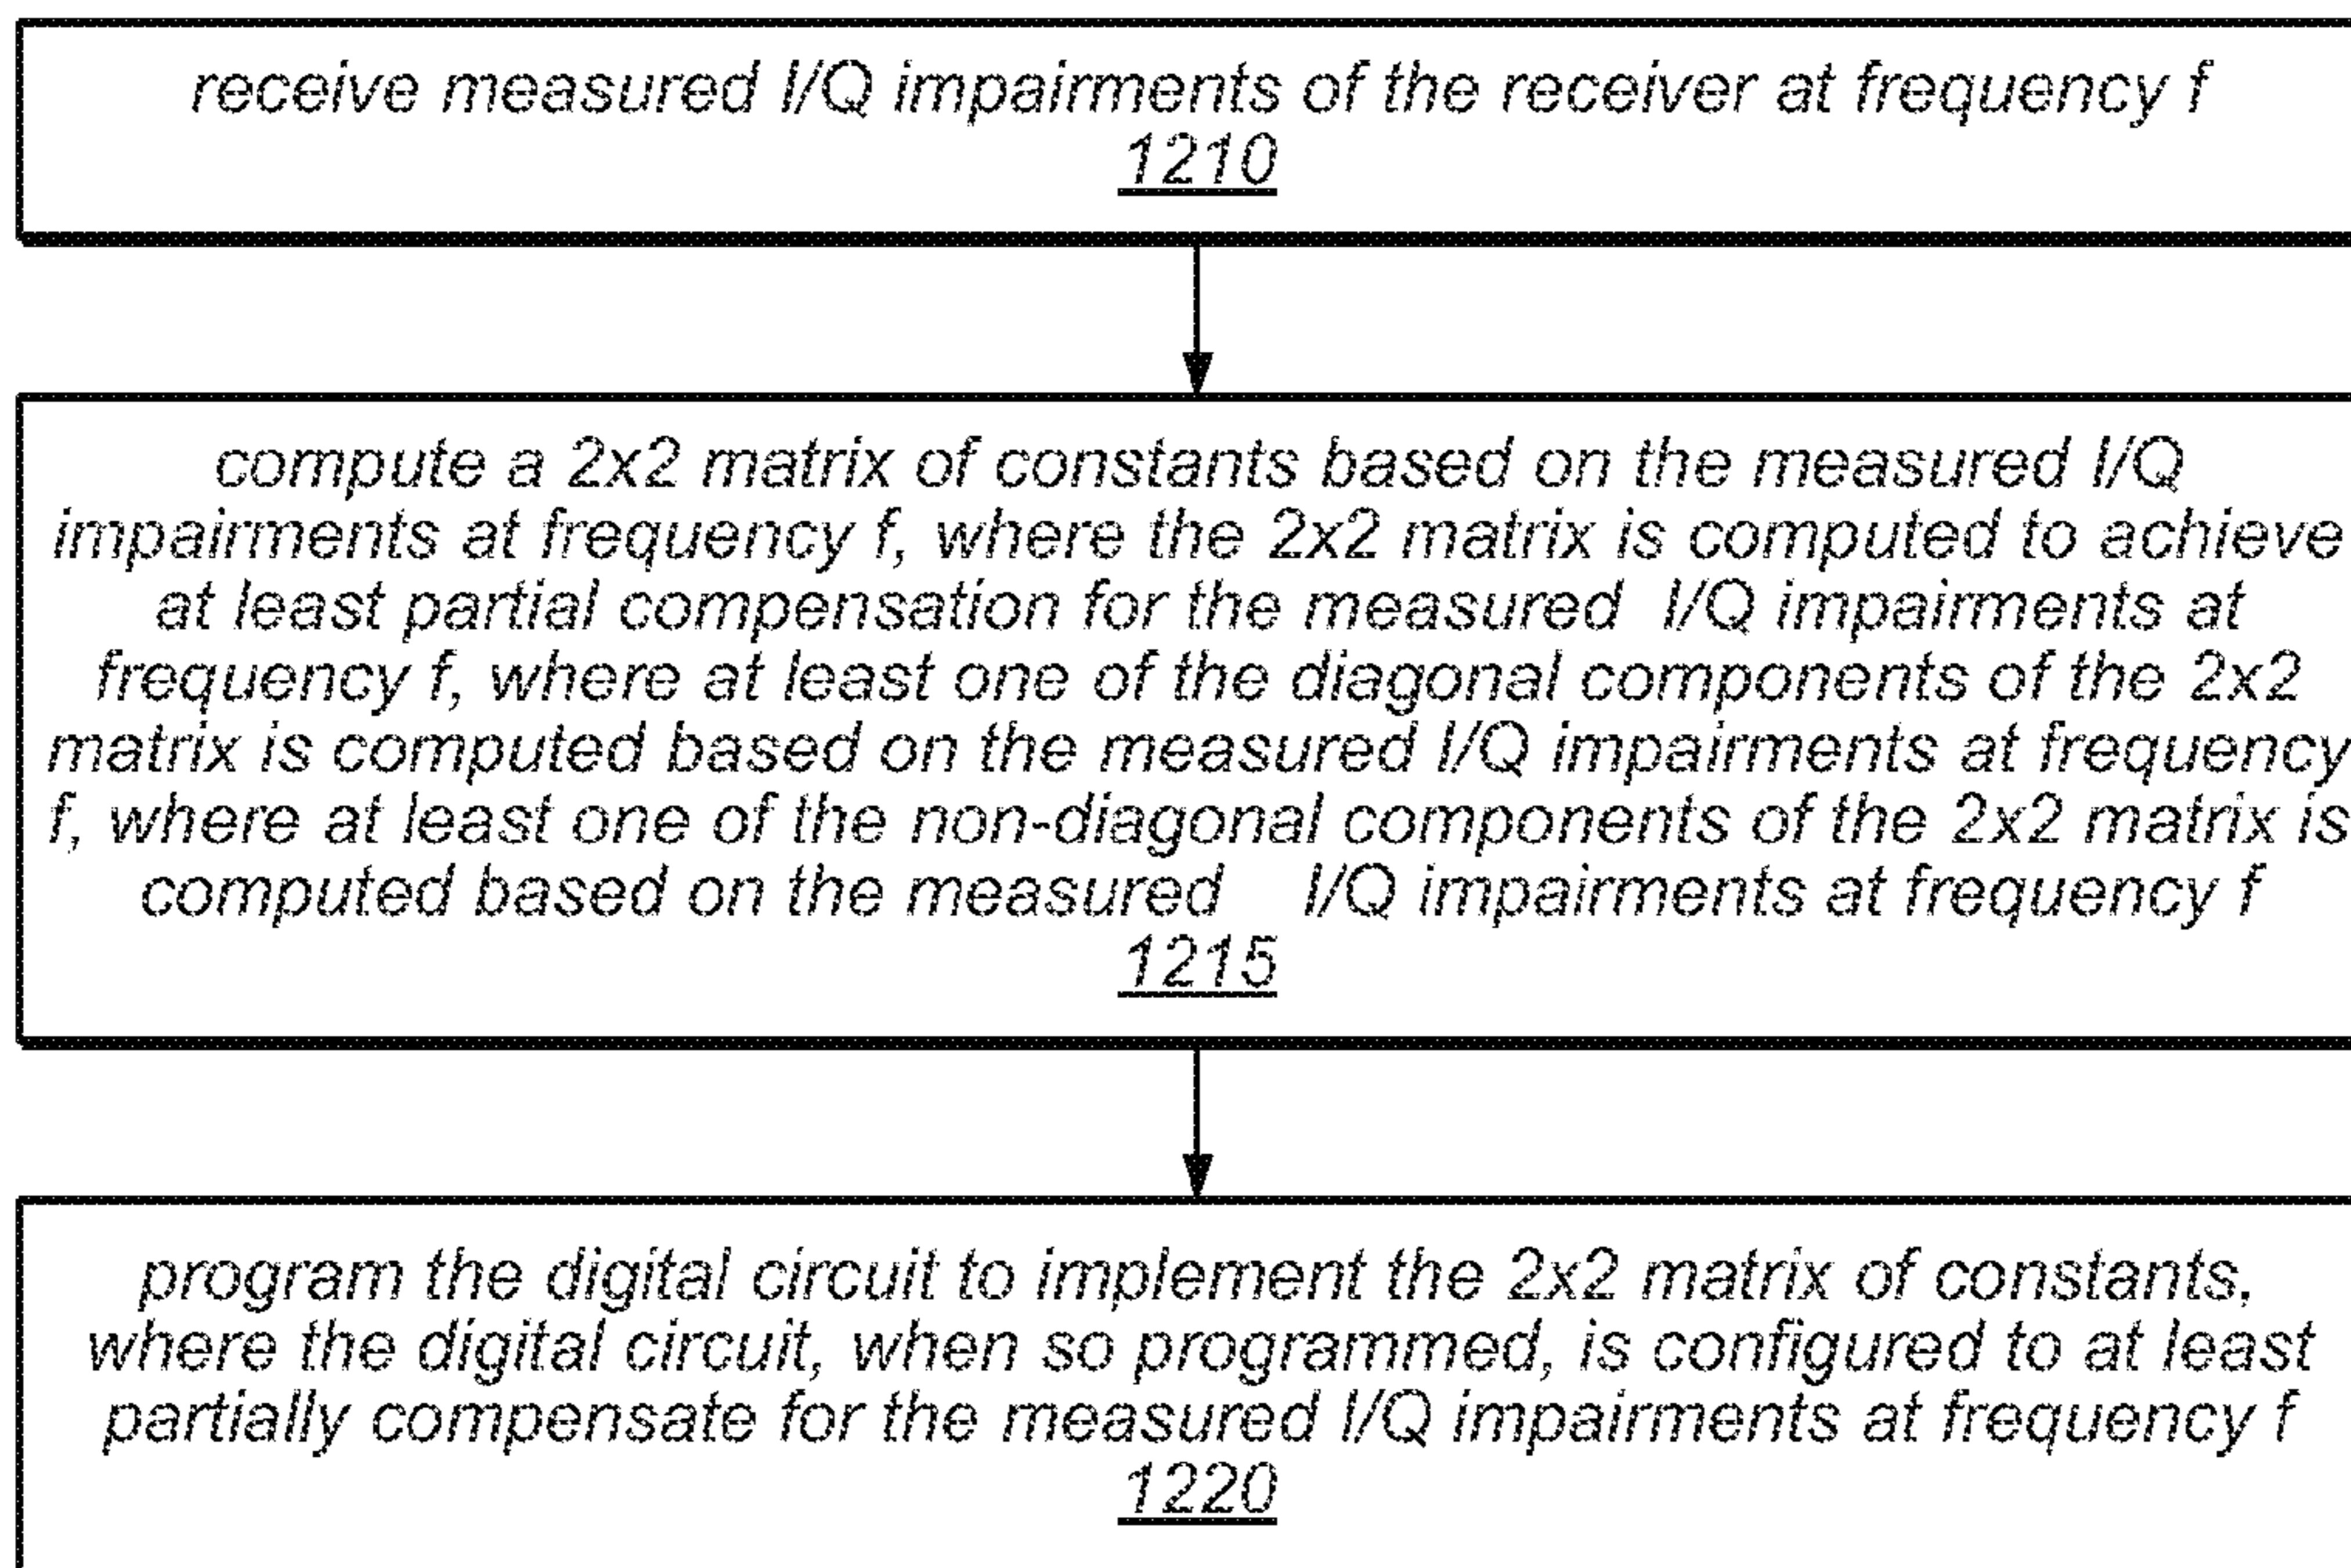 receive measured I/Q impairments of the receiver at frequency f
1210
compute a 2x2 matrix of constants based on the measured I/Q
impairments at frequency f, where the 2x2 matrix is computed to achieve
at least partial compensation for the measured I/Q impairments at
frequency f, where at least one of the diagonal components of the 2x2
matrix is computed based on the measured I/Q impairments at frequency
f, where at least one of the non-diagonal components of the 2x2 matrix is
computed based on the measured I/Q impairments at frequency f
1215
program the digital circuit to implement the 2x2 matrix of constants,
where the digital circuit, when so programmed, is configured to at least
partially compensate for the measured I/Q impairments at frequency f
1220